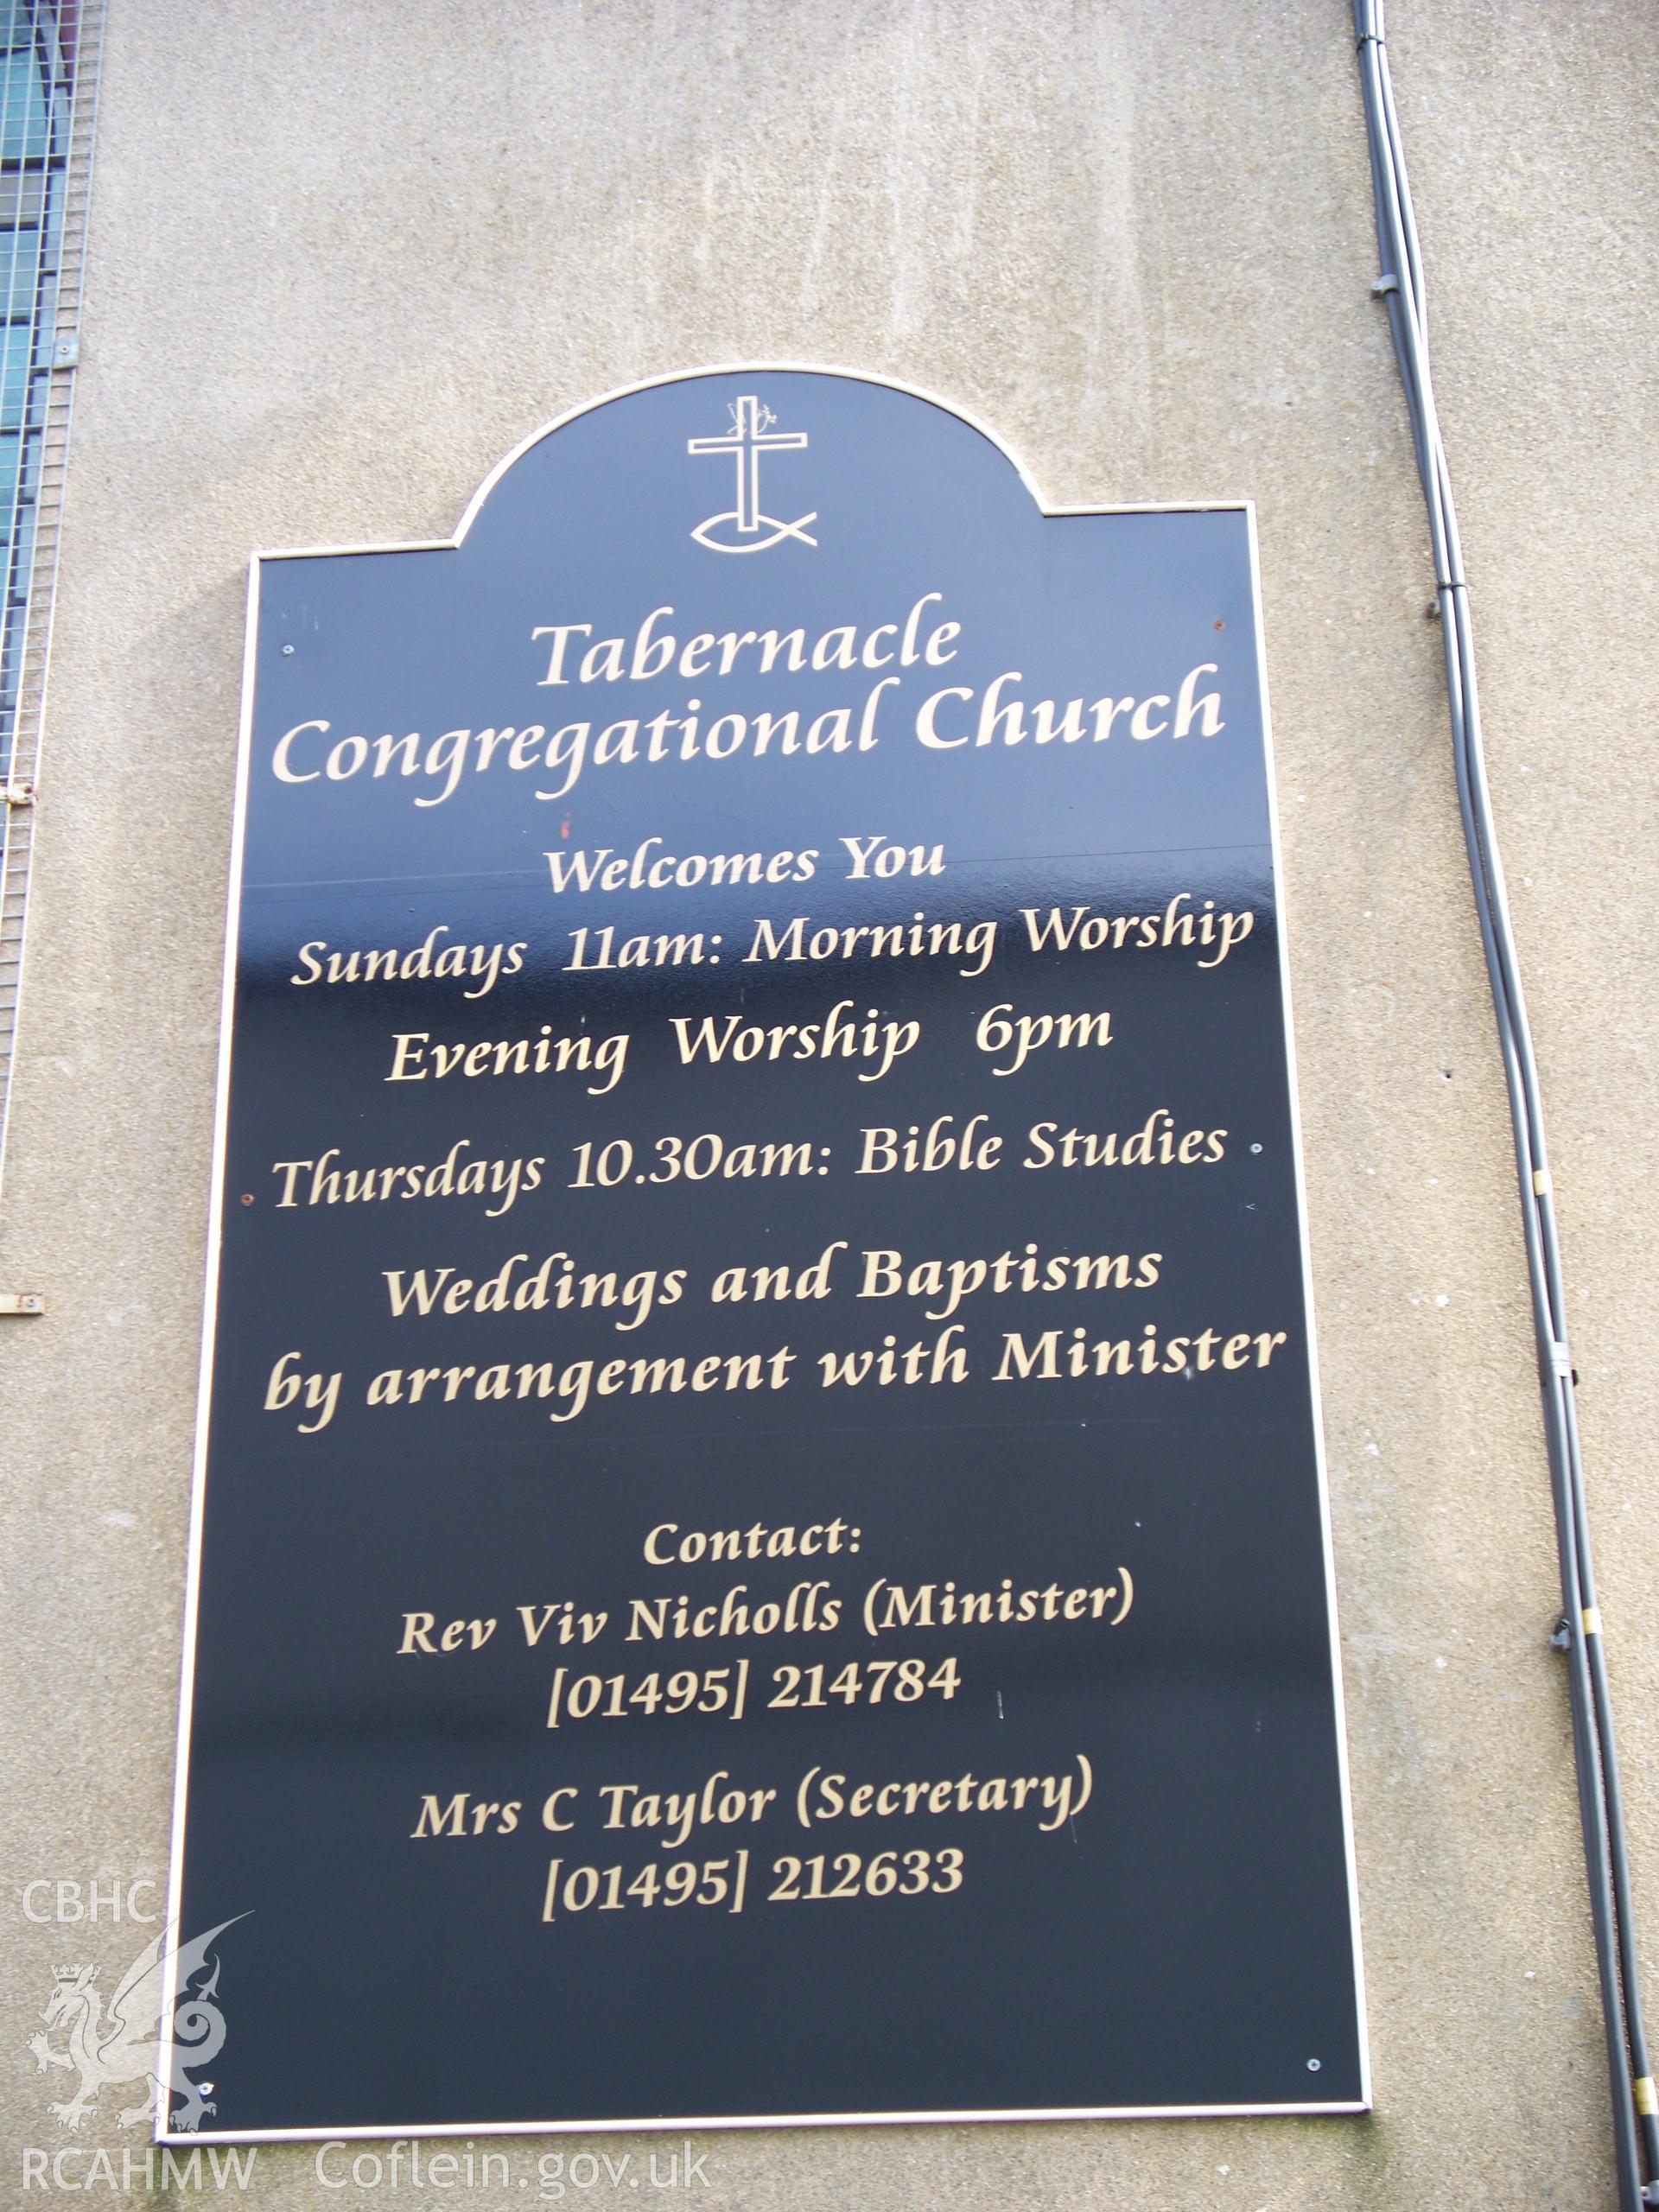 Tabernacle
Congregational Church
Welcomes You
Sundays 11am: Morning Worship
Evening Worship 6pm
Thursdays 10.30am: Bible Studies
Weddings and Baptisms
by arrangement with Minister
Contact:
Rev Viv Nicholls (Minister)
[01495] 214784
Mrs C Taylor (Secretary)
[01495] 212633
CBHC
RCAHMW Coflein.gov.uk